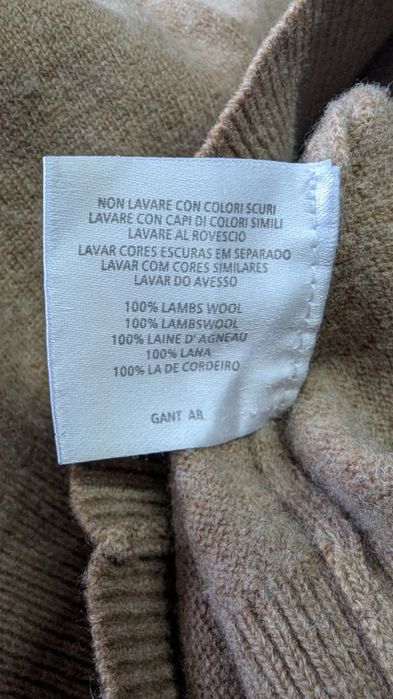 NON LAVARE CON COLORI SCURI
LAVARE CON CAPI DI COLORI SIMILI
LAVARE AL ROVESCIO
LAVAR CORES ESCURAS EM SEPARADO
LAVAR COM CORES SIMILARES
LAVAR DO AVESSO
100% LAMBS WOOL
100% LAMBSWOOL
100% LAINE D'AGNEAU
100% LANA
100% LA DE CORDEIRO
GANT AB